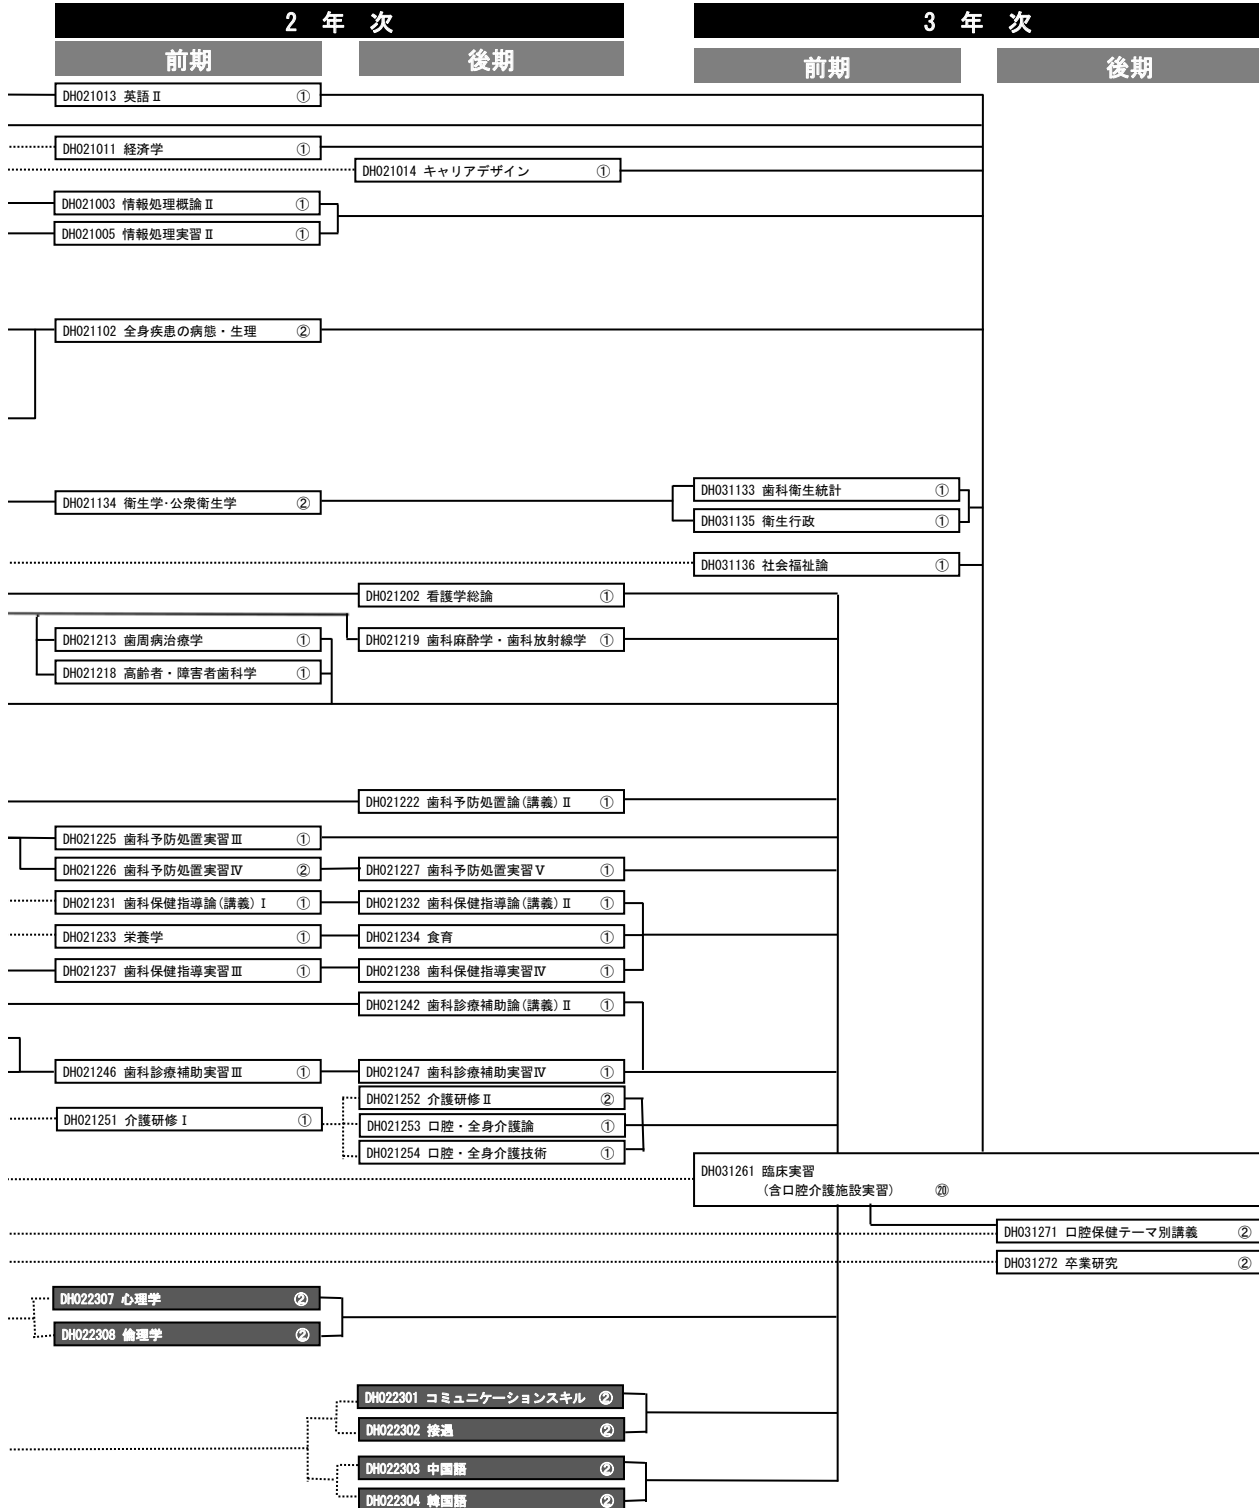 2 年 次
3 年 次
前期
後期
前期
後期
DH021013 英語Ⅱ ①
DH021011 経済学 ①
DH021014 キャリアデザイン ①
DH021003 情報処理概論Ⅱ ①
DH021005 情報処理実習Ⅱ ①
DH021102 全身疾患の病態・生理 ②
DH031133 歯科衛生統計 ①
DH021134 衛生学・公衆衛生学 ②
DH031135 衛生行政 ①
DH031136 社会福祉論 ①
DH021202 看護学総論 ①
DH021213 歯周病治療学 ①
DH021219 歯科麻酔学・歯科放射線学 ①
DH021218 高齢者・障害者歯科学 ①
DH021222 歯科予防処置論(講義)Ⅱ ①
DH021225 歯科予防処置実習Ⅲ ①
DH021226 歯科予防処置実習Ⅳ ②
DH021227 歯科予防処置実習Ⅴ ①
DH021231 歯科保健指導論(講義)Ⅰ ①
DH021232 歯科保健指導論(講義)Ⅱ ①
DH021233 栄養学 ①
DH021234 食育 ①
DH021237 歯科保健指導実習Ⅲ ①
DH021238 歯科保健指導実習Ⅳ ①
DH021242 歯科診療補助論(講義)Ⅱ ①
DH021246 歯科診療補助実習Ⅲ ①
DH021247 歯科診療補助実習Ⅳ ①
DH021252 介護研修Ⅱ ②
DH021251 介護研修Ⅰ ①
DH021253 口腔・全身介護論 ①
DH021254 口腔・全身介護技術 ①
DH031261 臨床実習
(含口腔介護施設実習) ⑳
DH031271 口腔保健テーマ別講義 ②
DH031272 卒業研究 ②
DH022307 心理学 ②
DH022308 倫理学 ②
DH022301 コミュニケーションスキル ②
DH022302 接遇 ②
DH022303 中国語 ②
DH022304 韓国語 ②